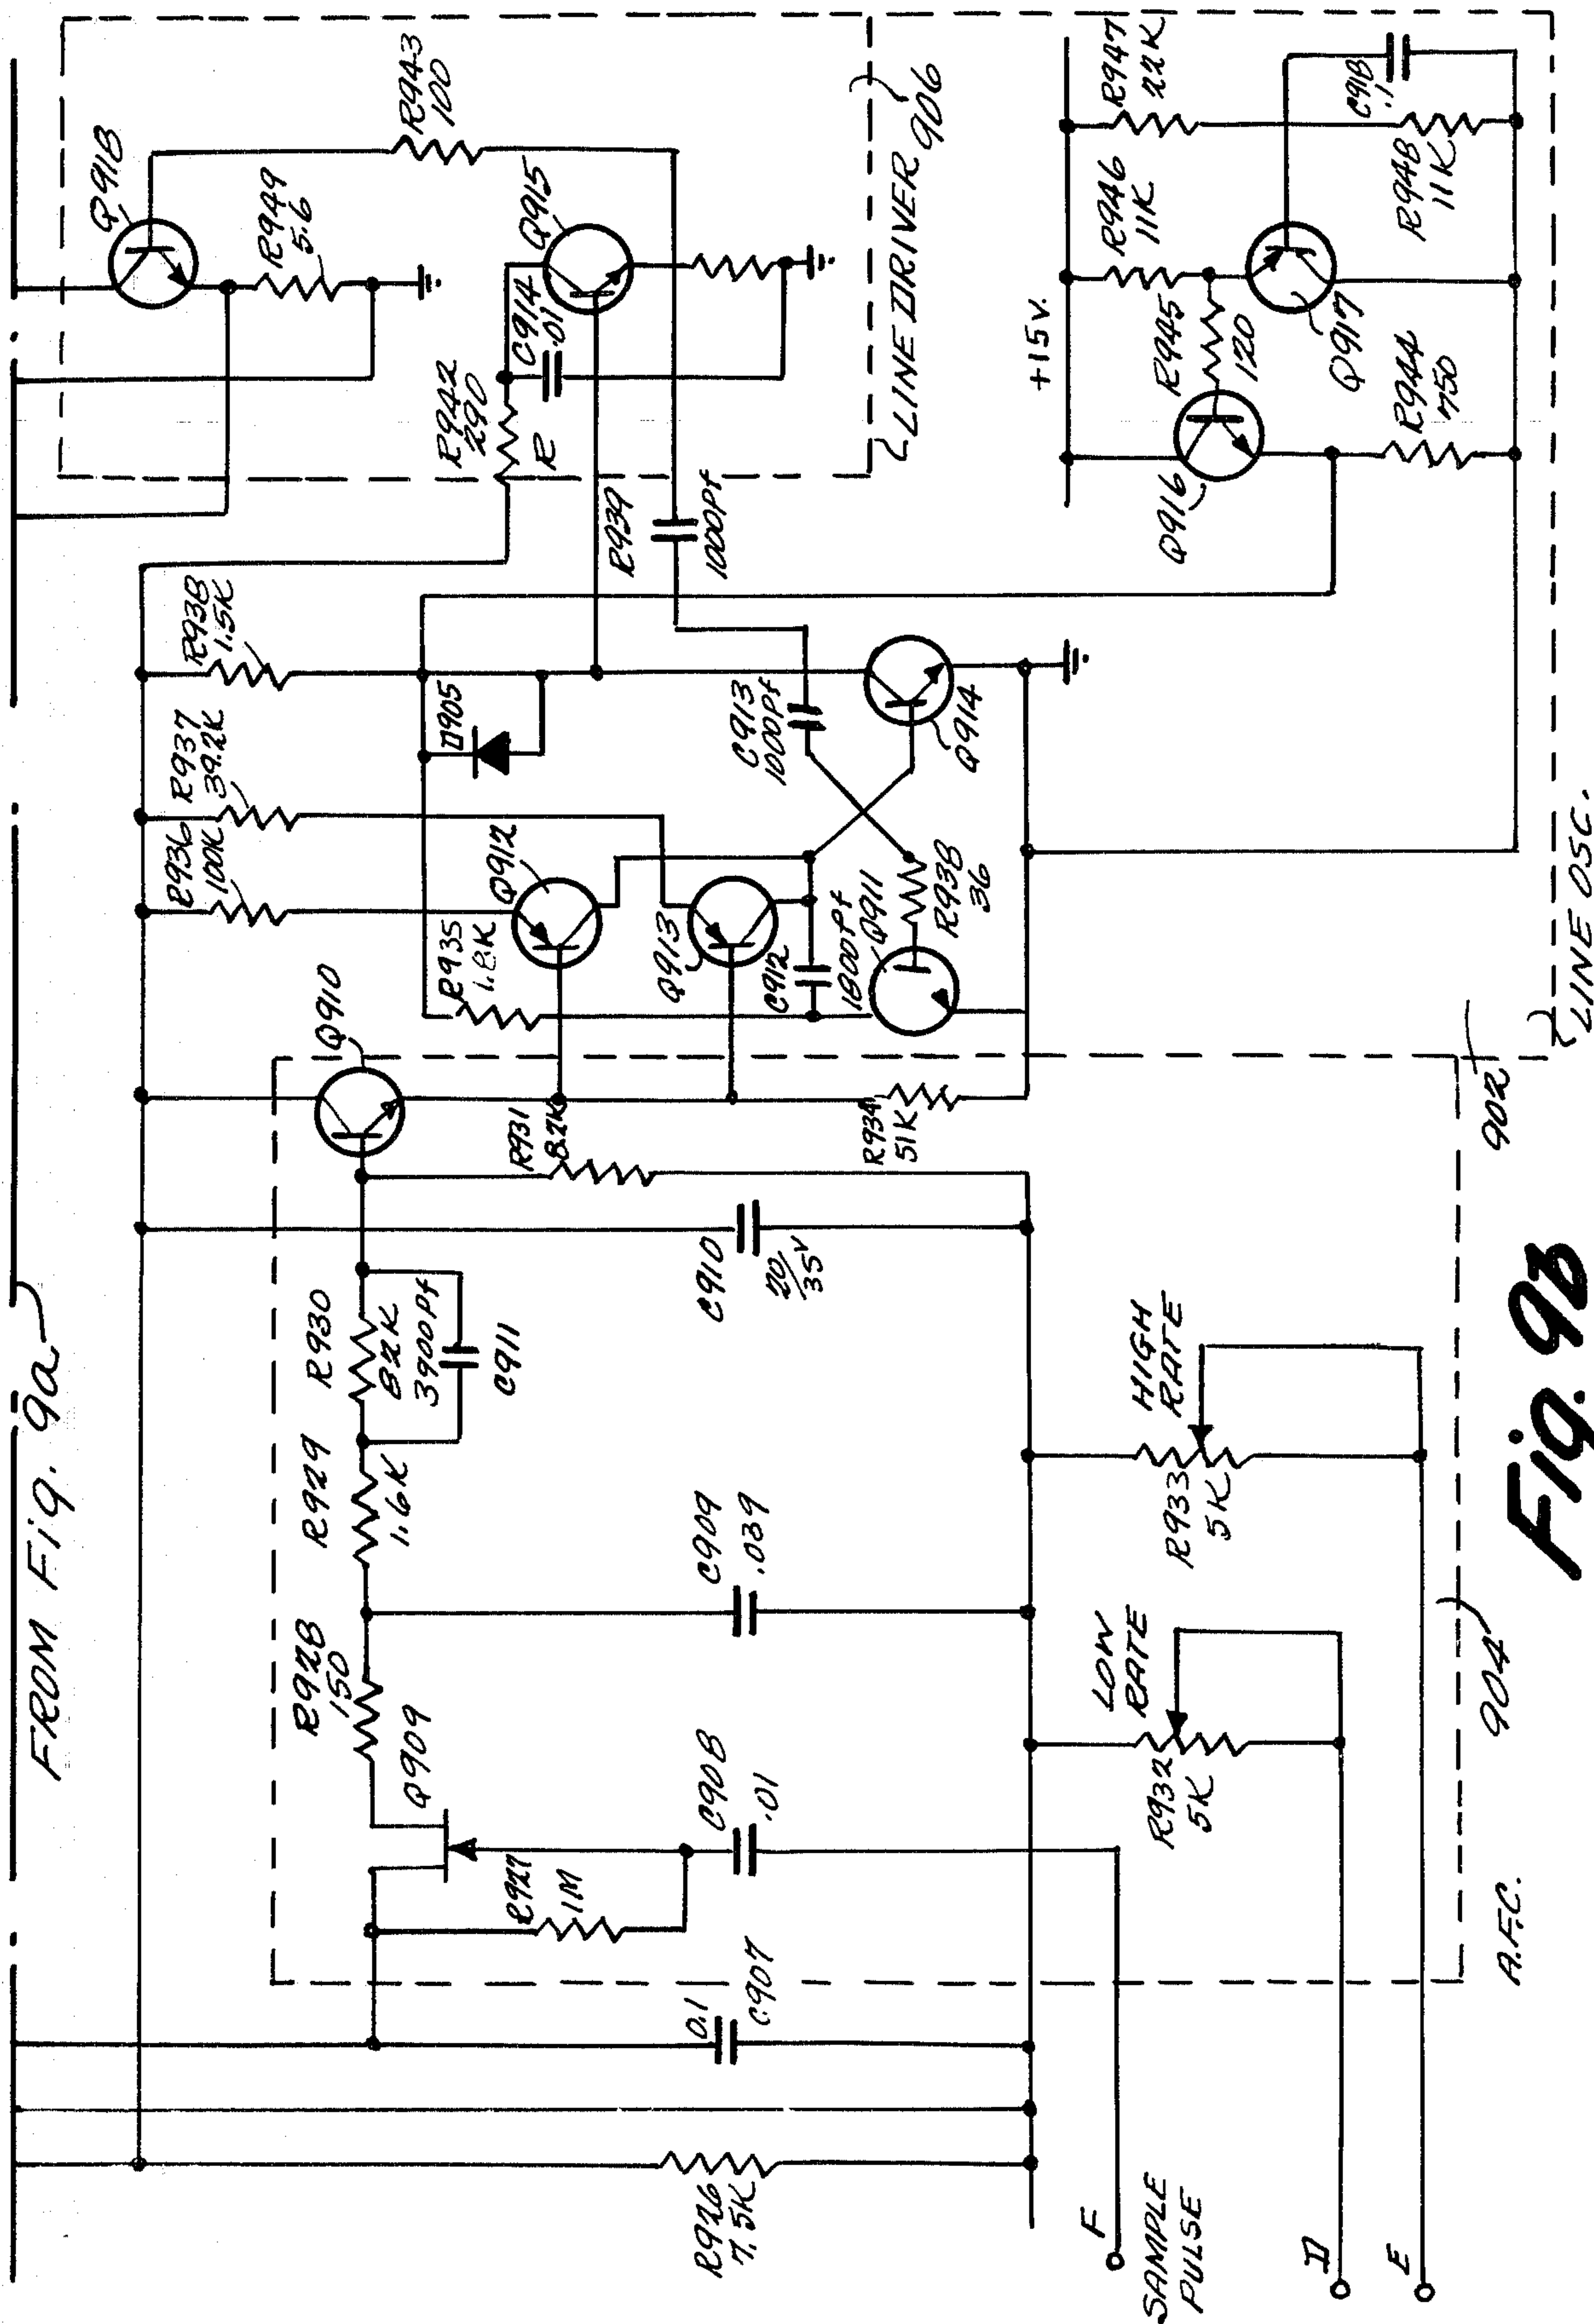 FROM Fig. 9a
Q918
R949
5.6
R943
100
Q915
C914
.01
R942
290
R
LINE DRIVER 906
R939
1000Pf
R938
1.5K
R937
39.2K
R936
100K
D905
Q912
R935
1.8K
Q913
C912
1800Pf
Q911
R938
36
C913
1000Pf
Q914
+15V.
R947
22K
R946
11K
C918
.1
R945
120
R948
11K
Q917
Q916
R944
750
LINE OSC.
902
Q910
R931
8.2K
R934
51K
C910
20/35V
R930
82K
3900Pf
C911
R929
1.6K
R928
150
Q909
C909
.039
C908
.01
R927
1M
0.1
C907
HIGH
RATE
R933
5K
LOW
RATE
R932
5K
904
A.F.C.
R926
7.5K
F
SAMPLE
PULSE
D
E
Fig. 9b